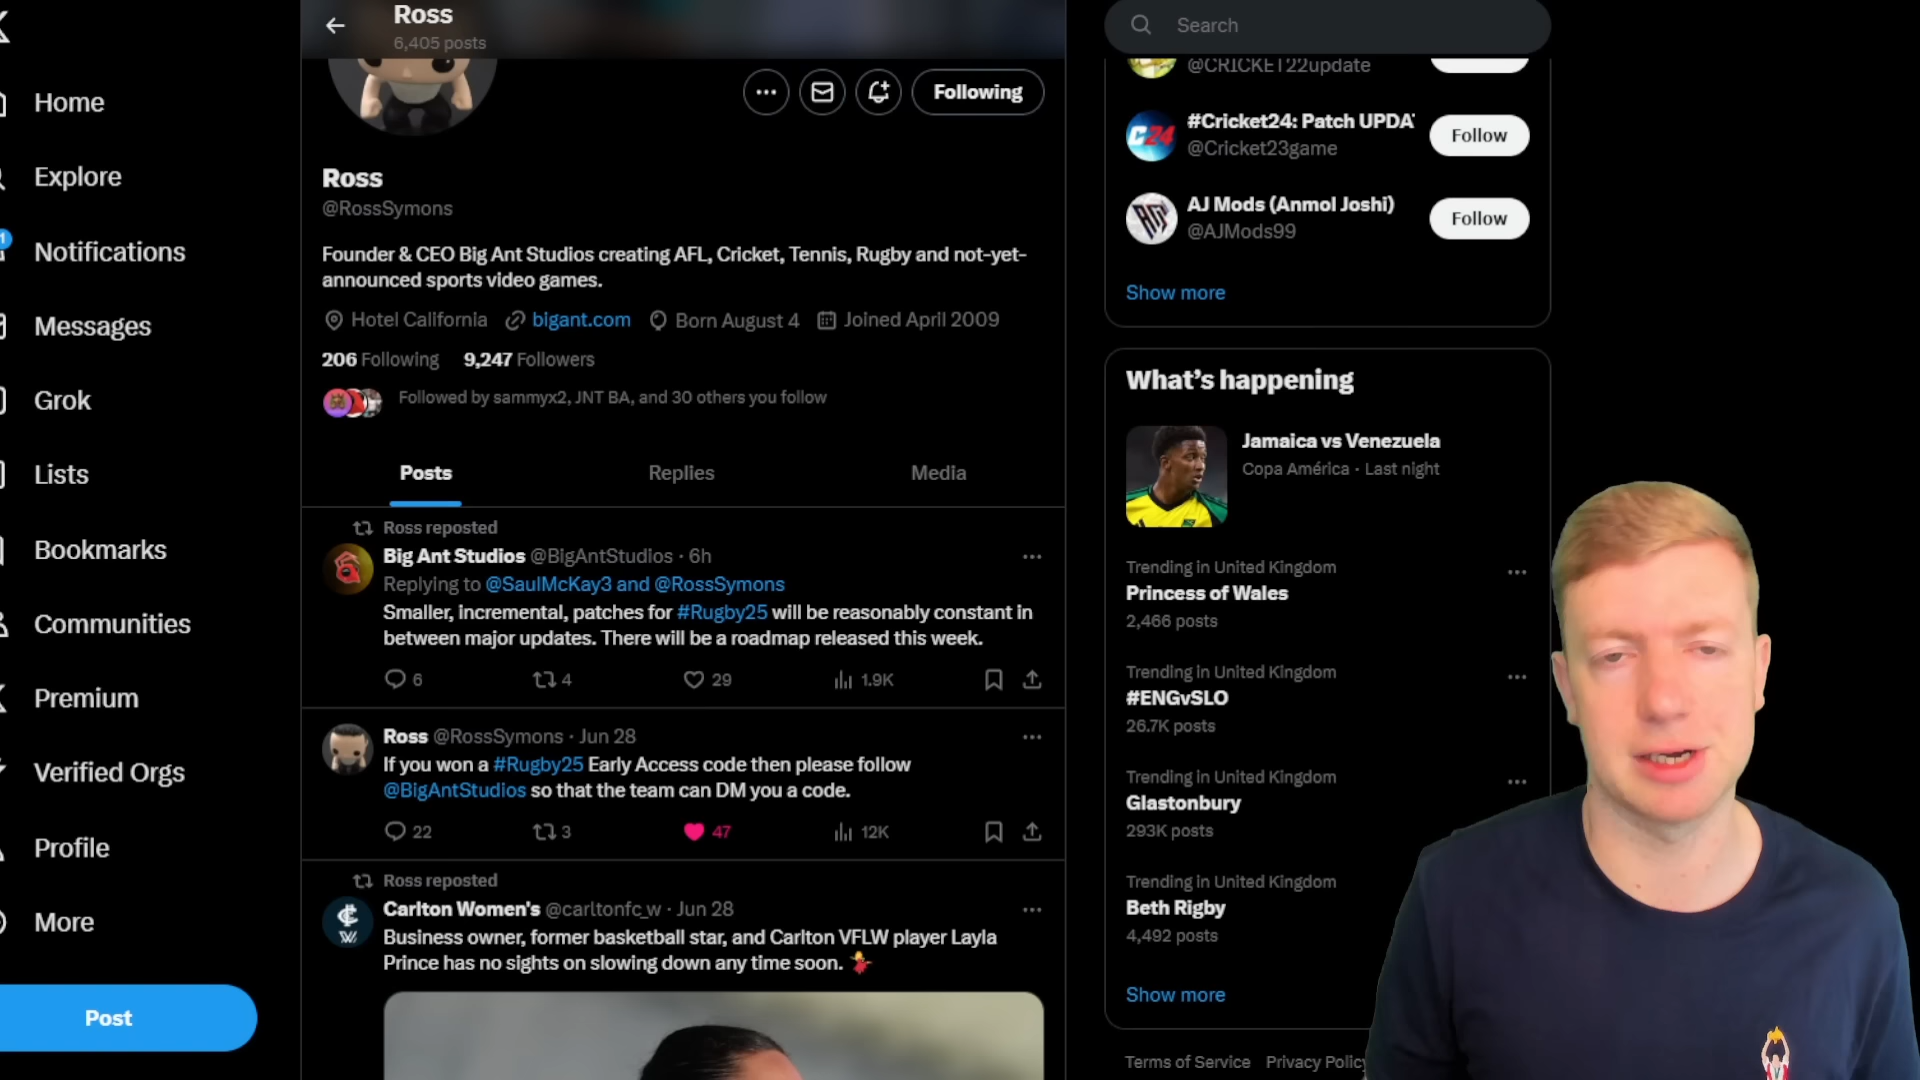 Ross
6,405 posts
Search
Home
Explore
Notifications
Messages
Grok
Lists
Bookmarks
Communities
Premium
Verified Orgs
Profile
More
Post
Following
Ross
@RossSymons
Founder & CEO Big Ant Studios creating AFL, Cricket, Tennis, Rugby and not-yet-
announced sports video games.
Hotel California bigant.com Born August 4 Joined April 2009
206 Following 9,247 Followers
Followed by sammyx2, JNT BA, and 30 others you follow
Posts Replies Media
Ross reposted
Big Ant Studios @BigAntStudios · 6h
Replying to @SaulMcKay3 and @RossSymons
Smaller, incremental, patches for #Rugby25 will be reasonably constant in
between major updates. There will be a roadmap released this week.
6 4 29 1.9K
Ross @RossSymons · Jun 28
If you won a #Rugby25 Early Access code then please follow
@BigAntStudios so that the team can DM you a code.
22 3 47 12K
Ross reposted
Carlton Women's @carltonfc_w · Jun 28
Business owner, former basketball star, and Carlton VFLW player Layla
Prince has no sights on slowing down any time soon.
@CRICKET22update
C24
#Cricket24: Patch UPDA
@Cricket23game
Follow
AJ Mods (Anmol Joshi)
@AJMods99
Follow
Show more
What's happening
Jamaica vs Venezuela
Copa América · Last night
Trending in United Kingdom
Princess of Wales
2,466 posts
Trending in United Kingdom
#ENGvSLO
26.7K posts
Trending in United Kingdom
Glastonbury
293K posts
Trending in United Kingdom
Beth Rigby
4,492 posts
Show more
Terms of Service Privacy Policy